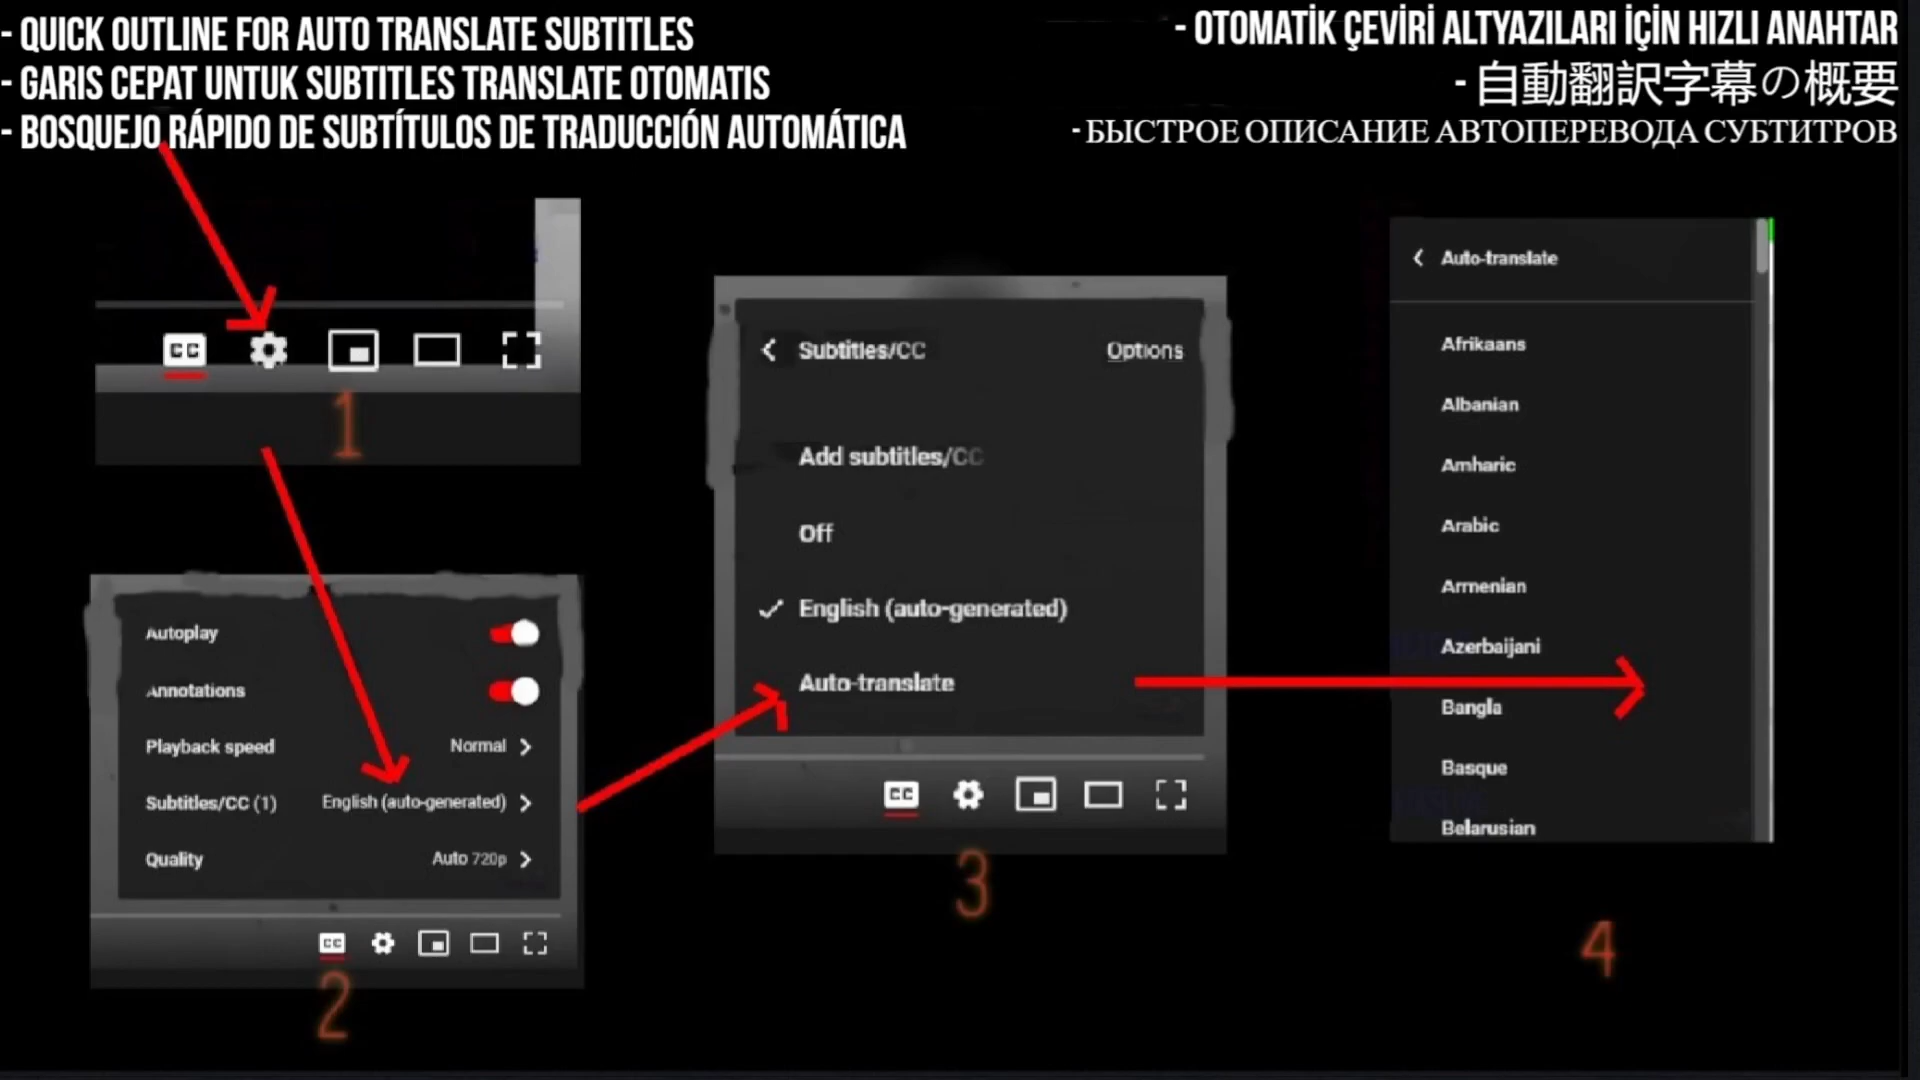 - QUICK OUTLINE FOR AUTO TRANSLATE SUBTITLES
- GARIS CEPAT UNTUK SUBTITLES TRANSLATE OTOMATIS
- BOSQUEJO RÁPIDO DE SUBTÍTULOS DE TRADUCCIÓN AUTOMÁTICA
- OTOMATİK ÇEVİRİ ALTYAZILARI İÇİN HIZLI ANAHTAR
- 自動翻訳字幕の概要
- БЫСТРОЕ ОПИСАНИЕ АВТОПЕРЕВОДА СУБТИТРОВ
CC
1
Autoplay
Annotations
Playback speed Normal
Subtitles/CC (1) English (auto-generated)
Quality Auto 720p
CC
2
Subtitles/CC Options
Add subtitles/CC
Off
English (auto-generated)
Auto-translate
CC
3
Auto-translate
Afrikaans
Albanian
Amharic
Arabic
Armenian
Azerbaijani
Bangla
Basque
Belarusian
4